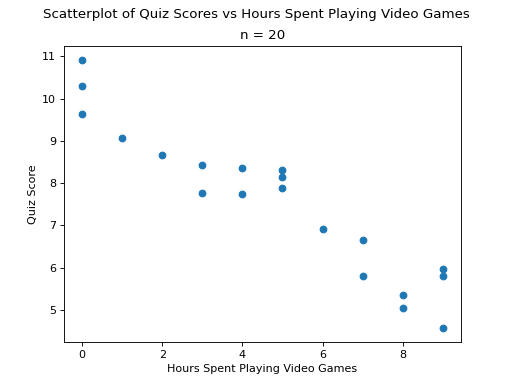 Scatterplot of Quiz Scores vs Hours Spent Playing Video Games
n = 20
11
10
9
8
7
6
5
Quiz Score
0 2 4 6 8
Hours Spent Playing Video Games